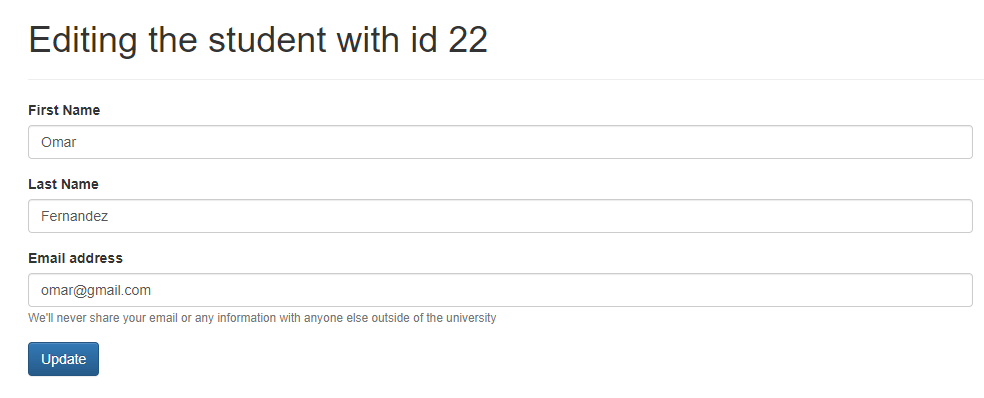 Editing the student with id 22
First Name
Omar
Last Name
Fernandez
Email address
omar@gmail.com
We'll never share your email or any information with anyone else outside of the university
Update